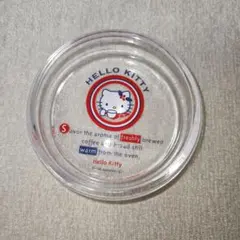 HELLO KITTY
Savor the aroma of freshly brewed
coffee and bread still
warm from the oven.
Hello Kitty